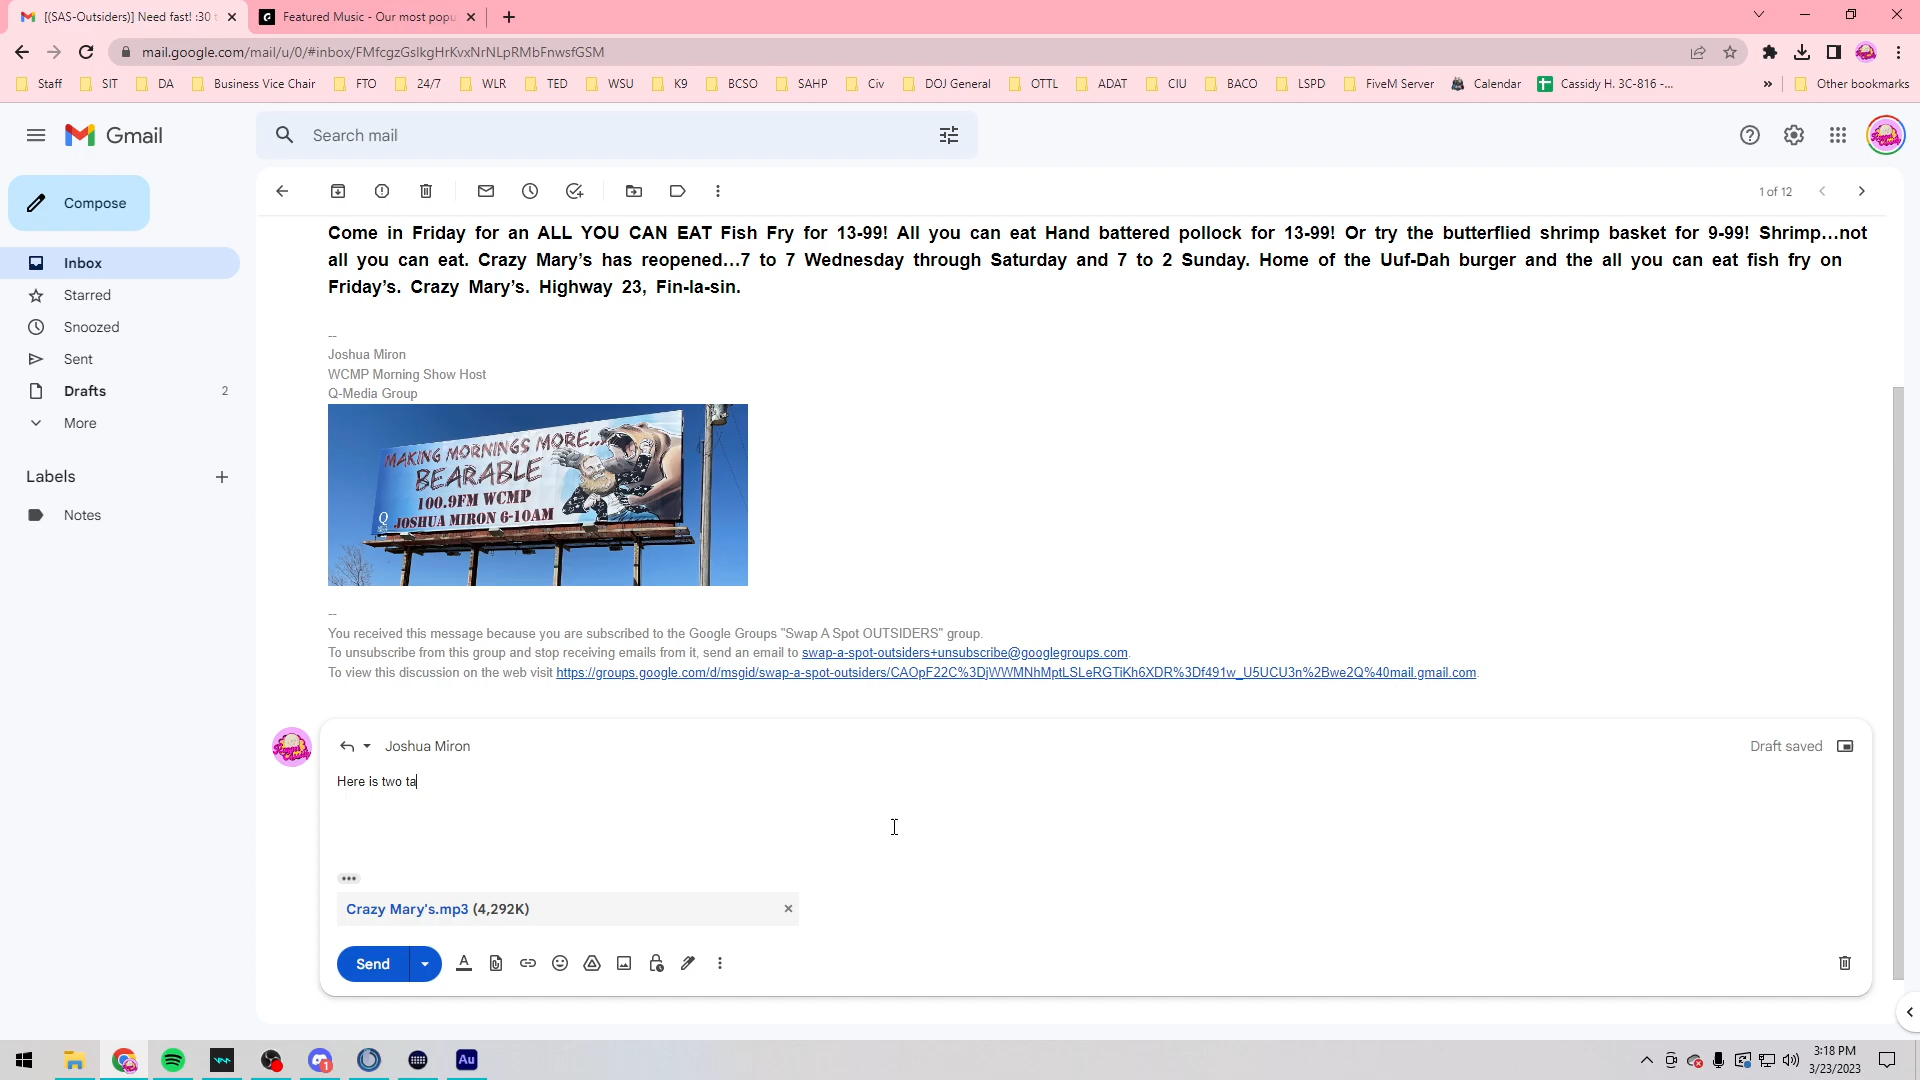 [(SAS-Outsiders)] Need fast! :30 t
Featured Music - Our most popu
mail.google.com/mail/u/0/#inbox/FMfcgzGslkgHrKvxNrNLpRMbFnwsfGSM
Staff SIT DA Business Vice Chair FTO 24/7 WLR TED WSU K9 BCSO SAHP Civ DOJ General OTTL ADAT CIU BACO LSPD FiveM Server Calendar Cassidy H. 3C-816 -... » Other bookmarks
Gmail
Search mail
Compose
1 of 12
Inbox
Starred
Snoozed
Sent
Drafts 2
More
Labels
Notes
Come in Friday for an ALL YOU CAN EAT Fish Fry for 13-99! All you can eat Hand battered pollock for 13-99! Or try the butterflied shrimp basket for 9-99! Shrimp…not
all you can eat. Crazy Mary’s has reopened…7 to 7 Wednesday through Saturday and 7 to 2 Sunday. Home of the Uuf-Dah burger and the all you can eat fish fry on
Friday’s. Crazy Mary’s. Highway 23, Fin-la-sin.
--
Joshua Miron
WCMP Morning Show Host
Q-Media Group
MAKING MORNINGS MORE...
BEARABLE
100.9FM WCMP
JOSHUA MIRON 6-10AM
Q
--
You received this message because you are subscribed to the Google Groups "Swap A Spot OUTSIDERS" group.
To unsubscribe from this group and stop receiving emails from it, send an email to swap-a-spot-outsiders+unsubscribe@googlegroups.com.
To view this discussion on the web visit https://groups.google.com/d/msgid/swap-a-spot-outsiders/CAOpF22C%3DjWWMNhMptLSLeRGTiKh6XDR%3Df491w_U5UCU3n%2Bwe2Q%40mail.gmail.com.
Joshua Miron
Draft saved
Here is two ta
Crazy Mary's.mp3 (4,292K)
Send
Au
1
3:18 PM
3/23/2023